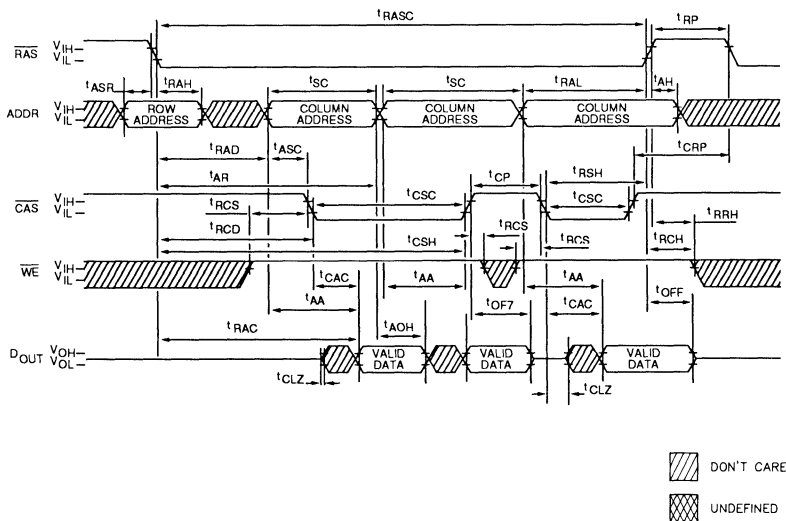 tRASC
tRP
RAS
VIH
VIL
tASR
tRAH
tSC
tSC
tRAL
tAH
ADDR
VIH
VIL
ROW
ADDRESS
COLUMN
ADDRESS
COLUMN
ADDRESS
COLUMN
ADDRESS
tRAD
tASC
tCRP
tAR
tCP
tRSH
CAS
VIH
VIL
tRCS
tCSC
tCSC
tRRH
tRCD
tCSH
tRCS
tRCS
tRCH
WE
VIH
VIL
tCAC
tAA
tAA
tOF7
tAA
tCAC
tOFF
tRAC
tAOH
DOUT
VOH
VOL
VALID
DATA
VALID
DATA
VALID
DATA
tCLZ
tCLZ
DON'T CARE
UNDEFINED